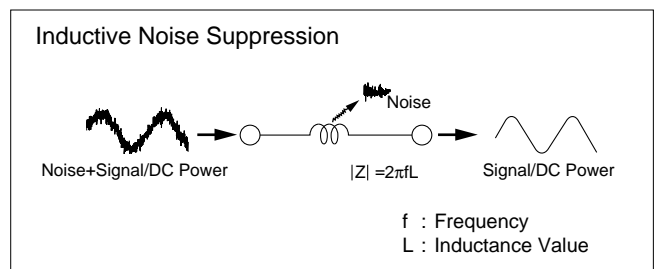 Inductive Noise Suppression
Noise
Noise+Signal/DC Power
|Z| =2πfL
Signal/DC Power
f : Frequency
L : Inductance Value